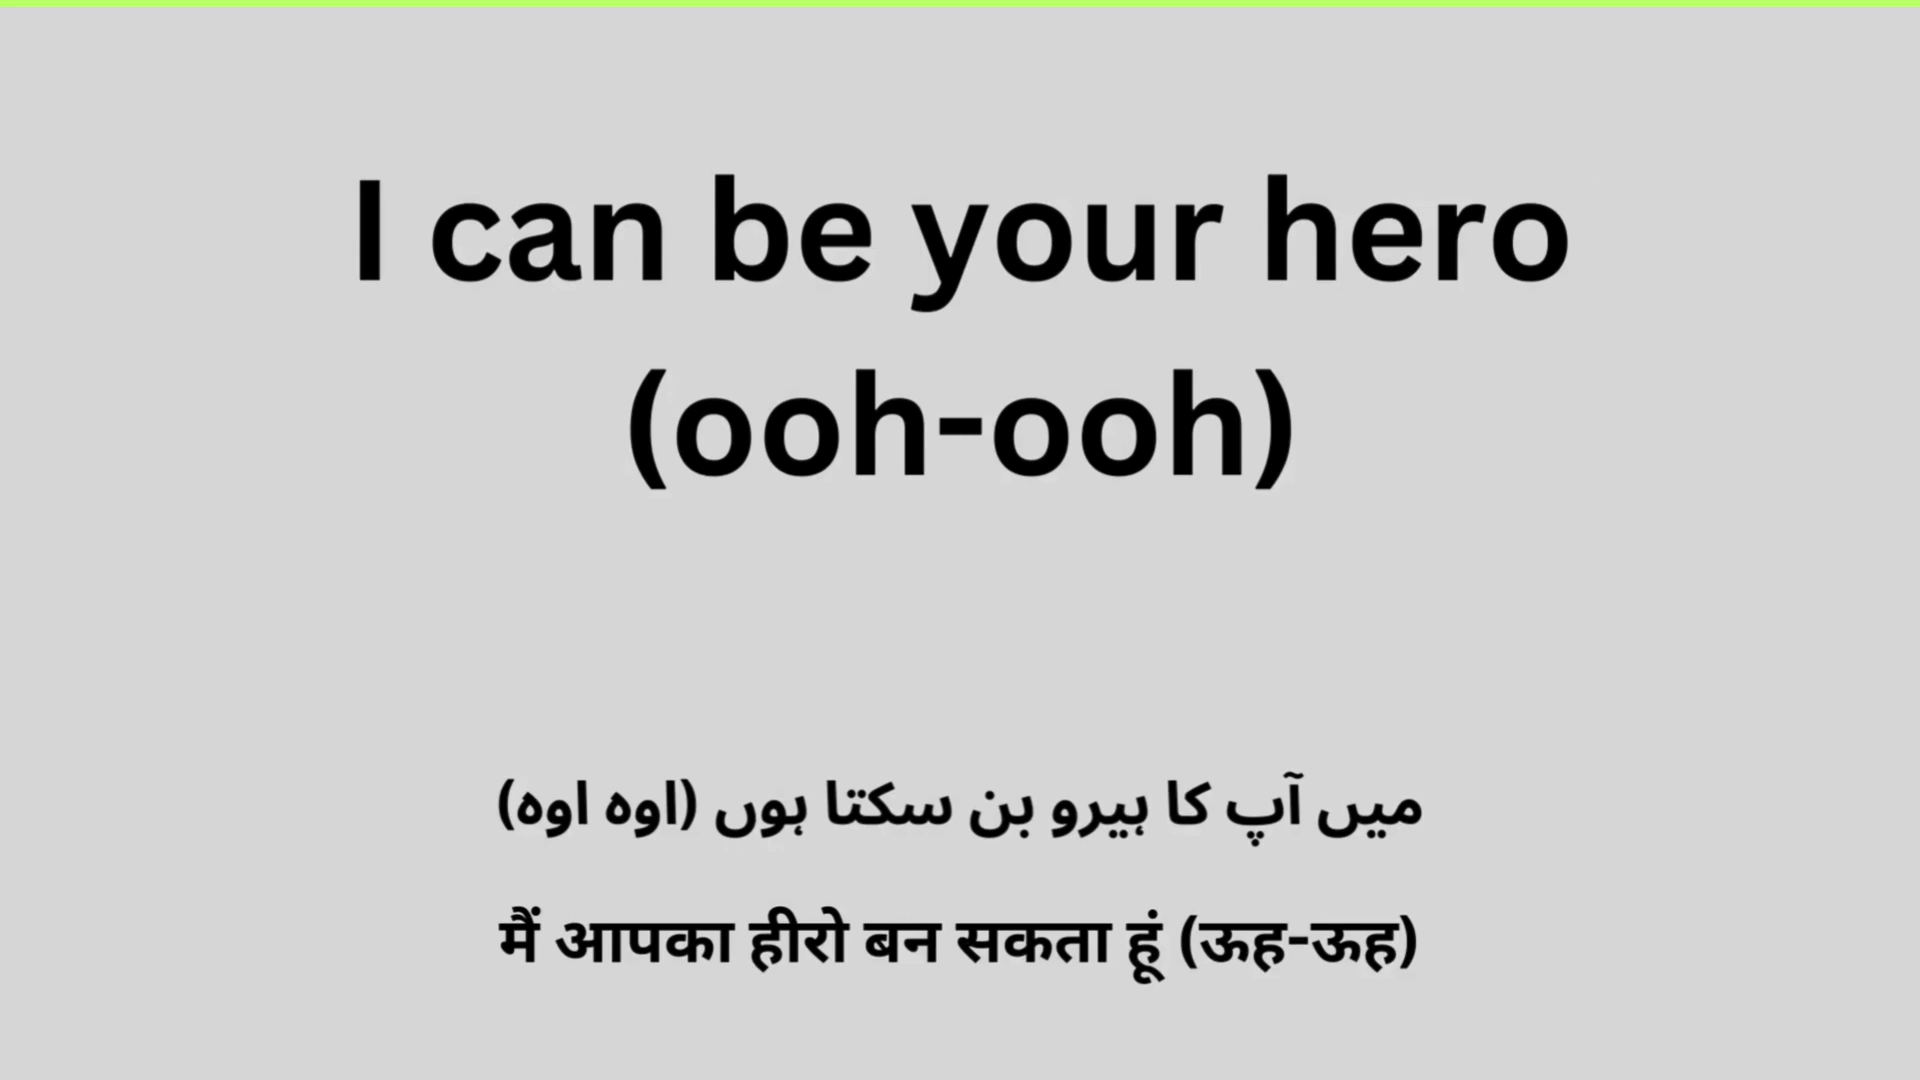 I can be your hero
(ooh-ooh)
میں آپ کا ہیرو بن سکتا ہوں (اوہ اوہ)
मैं आपका हीरो बन सकता हूं (ऊह-ऊह)